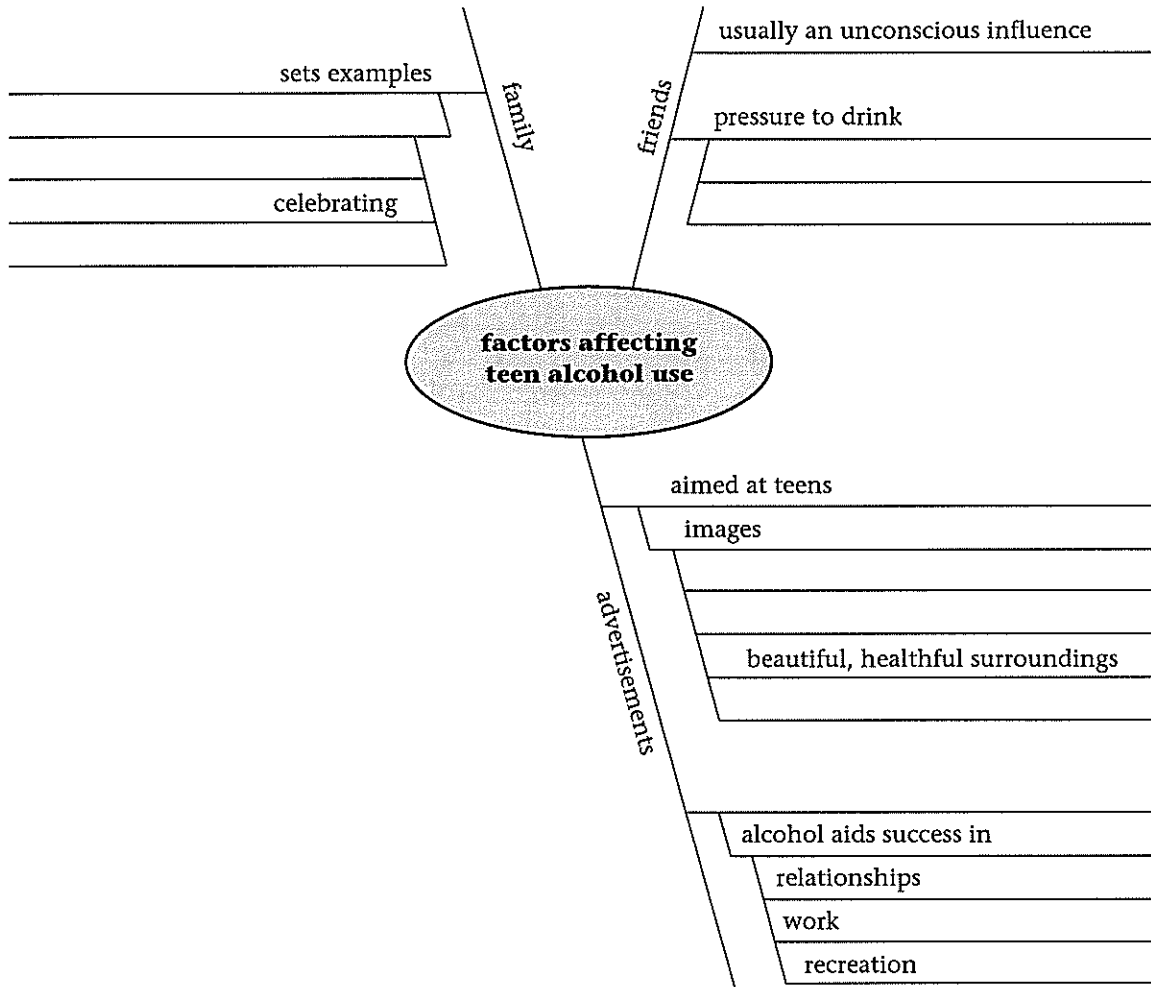 usually an unconscious influence
sets examples
family
friends
pressure to drink
celebrating
factors affecting
teen alcohol use
aimed at teens
images
advertisements
beautiful, healthful surroundings
alcohol aids success in
relationships
work
recreation